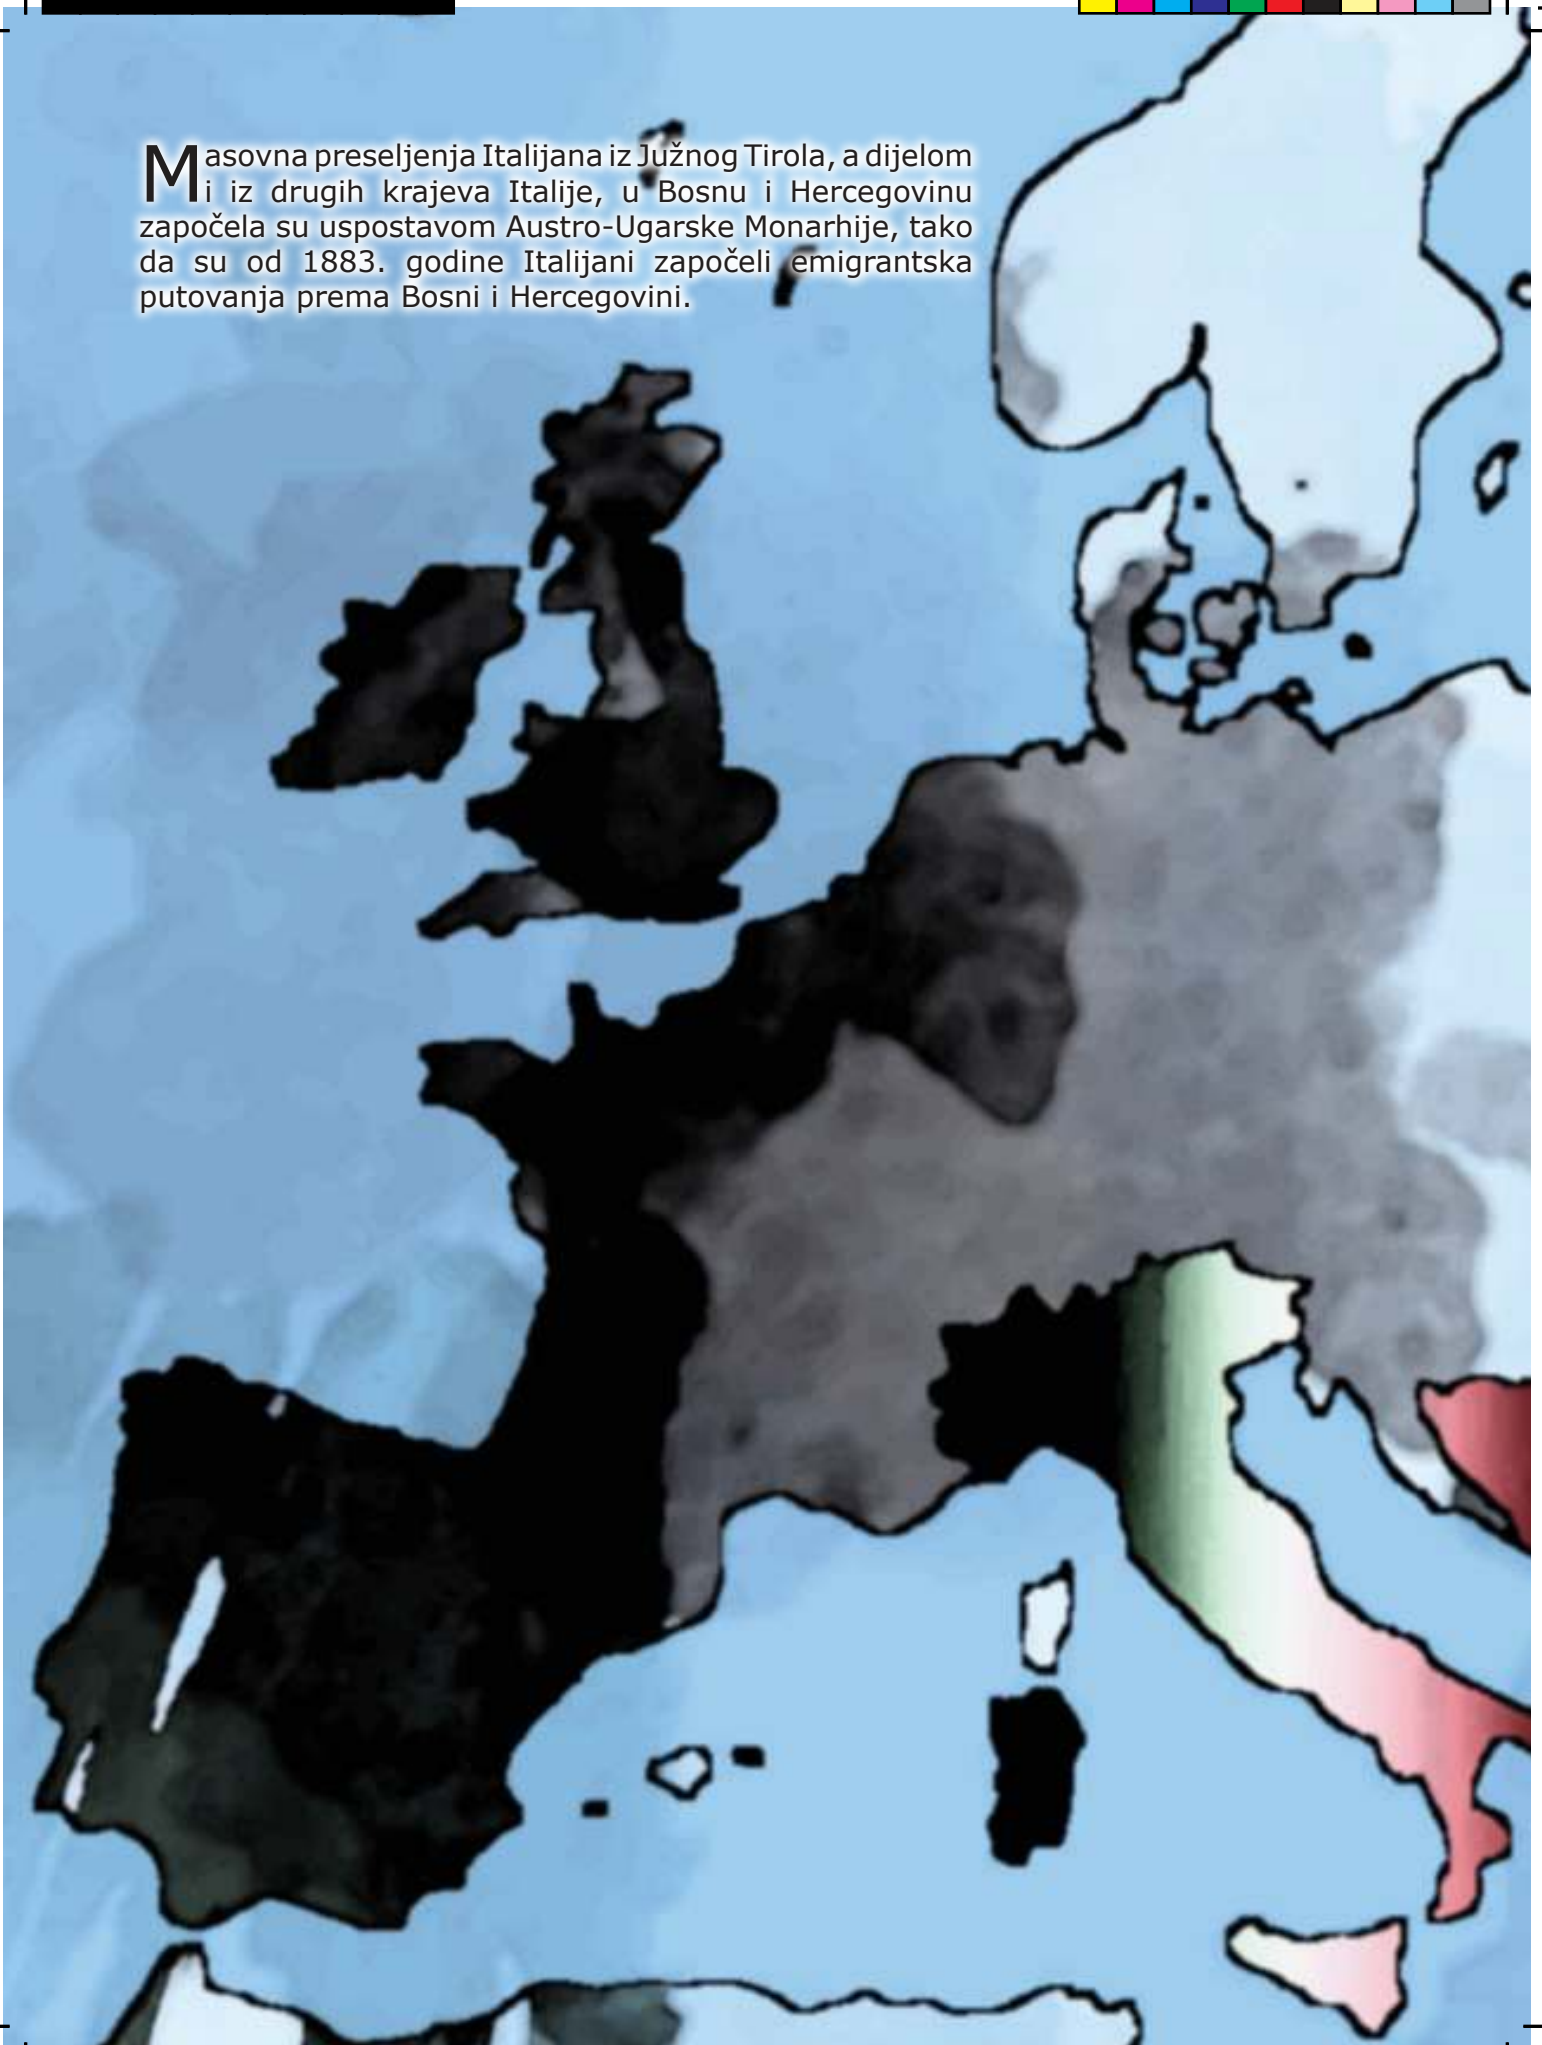 Masovna preseljenja Italijana iz Južnog Tirola, a dijelom
i iz drugih krajeva Italije, u Bosnu i Hercegovinu
započela su uspostavom Austro-Ugarske Monarhije, tako
da su od 1883. godine Italijani započeli emigrantska
putovanja prema Bosni i Hercegovini.